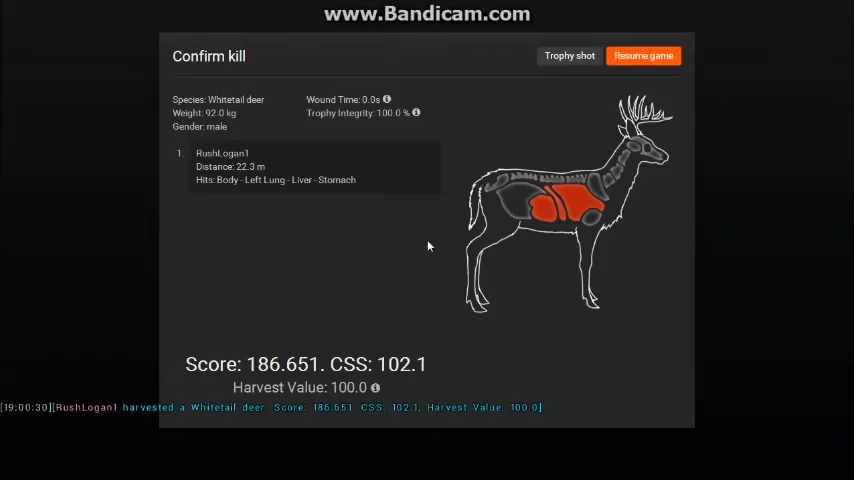 www.Bandicam.com
Confirm kill
Trophy shot
Resume game
Species: Whitetail deer
Weight: 92.0 kg
Gender: male
Wound Time: 0.0s
Trophy Integrity: 100.0 %
1.
RushLogan1
Distance: 22.3 m
Hits: Body - Left Lung - Liver - Stomach
Score: 186.651. CSS: 102.1
Harvest Value: 100.0
[19:00:30][RushLogan1 harvested a Whitetail deer. Score: 186.651. CSS: 102.1, Harvest Value: 100.0]